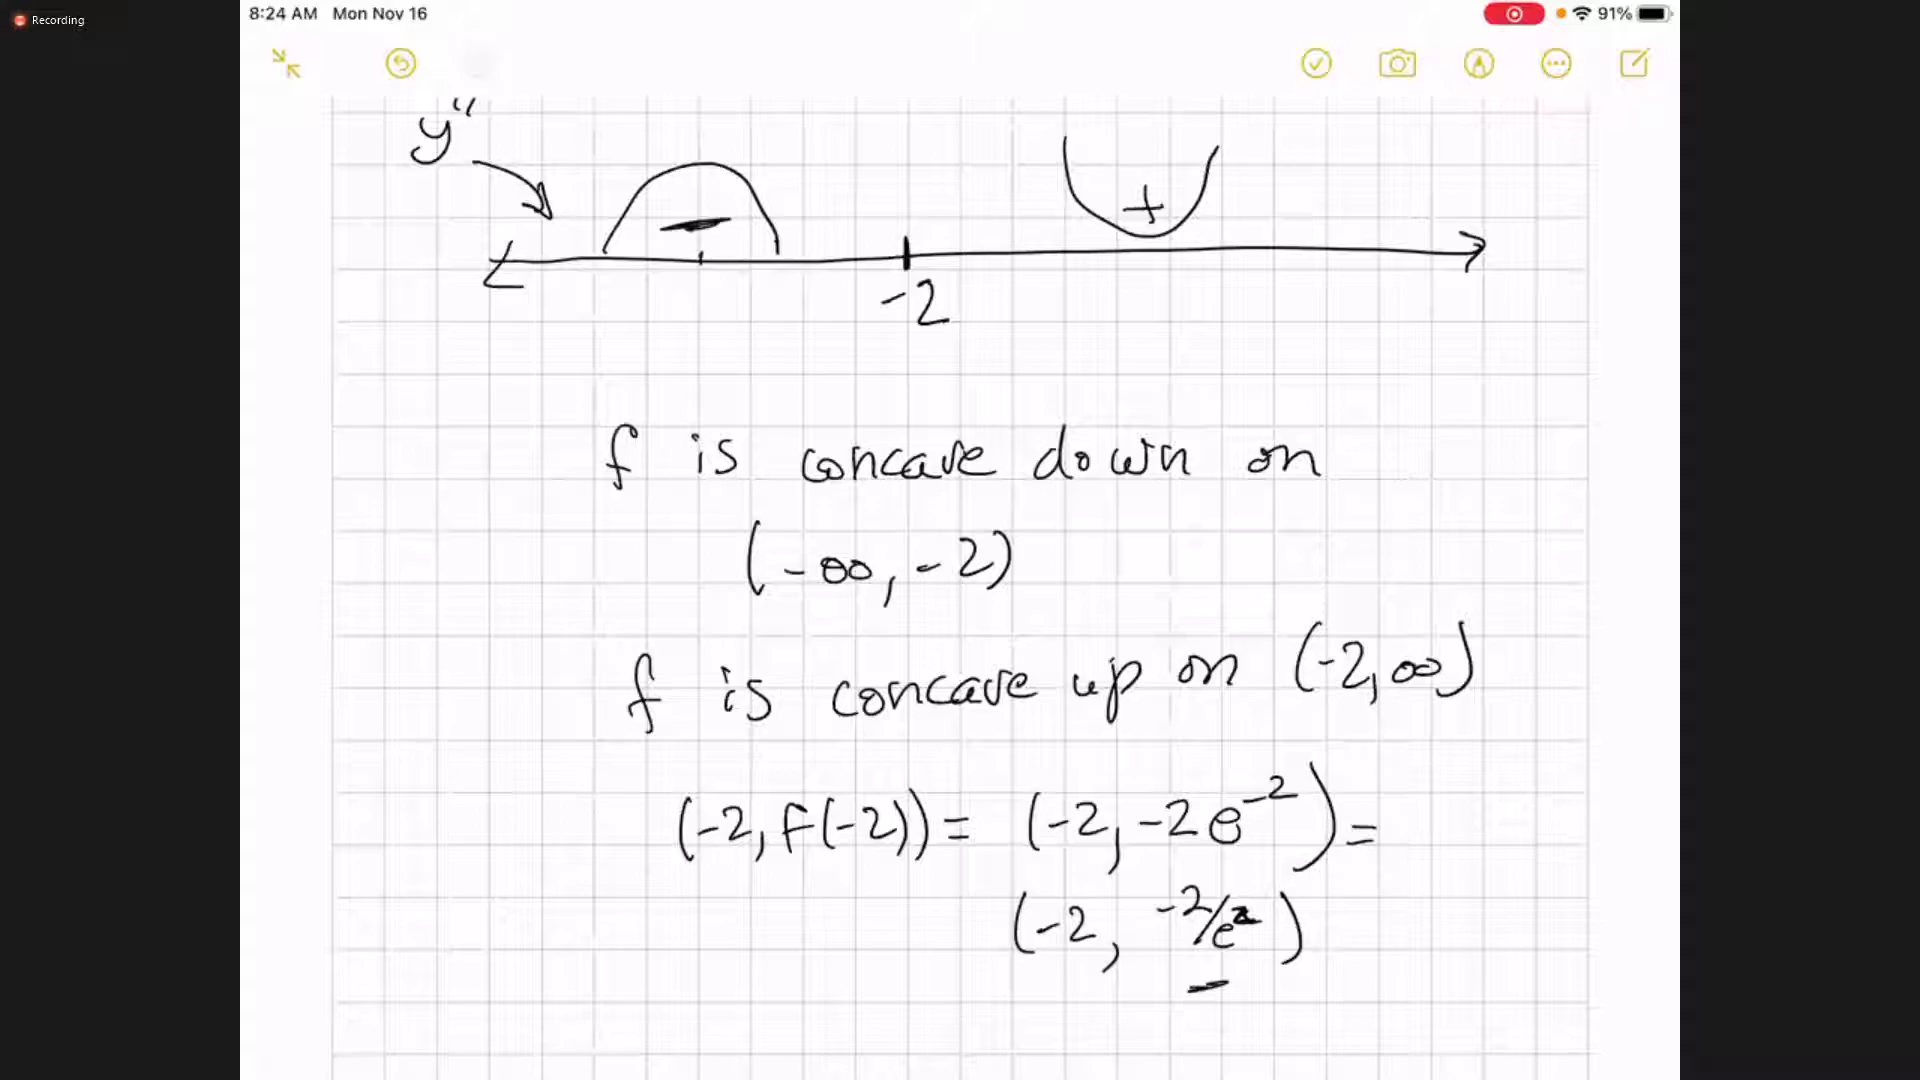 Recording
8:24 AM Mon Nov 16
91%
y"
−
+
-2
f is concave down on
(-∞, -2)
f is concave up on (-2, ∞)
(-2, f(-2)) = (-2, -2e⁻²) =
(-2, -2/e²)